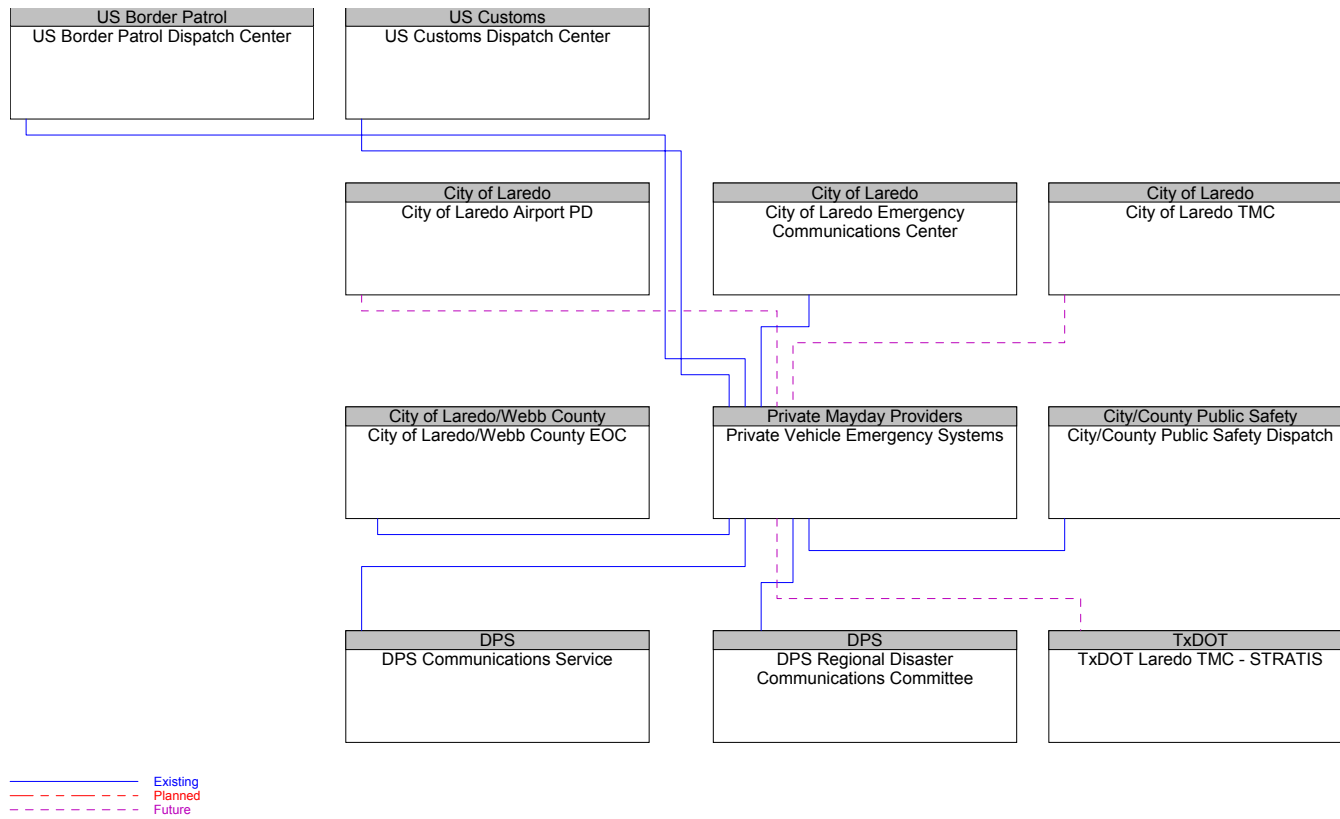 US Border Patrol
US Border Patrol Dispatch Center
US Customs
US Customs Dispatch Center
City of Laredo
City of Laredo Airport PD
City of Laredo
City of Laredo Emergency
Communications Center
City of Laredo
City of Laredo TMC
City of Laredo/Webb County
City of Laredo/Webb County EOC
Private Mayday Providers
Private Vehicle Emergency Systems
City/County Public Safety
City/County Public Safety Dispatch
DPS
DPS Communications Service
DPS
DPS Regional Disaster
Communications Committee
TxDOT
TxDOT Laredo TMC - STRATIS
Existing
Planned
Future